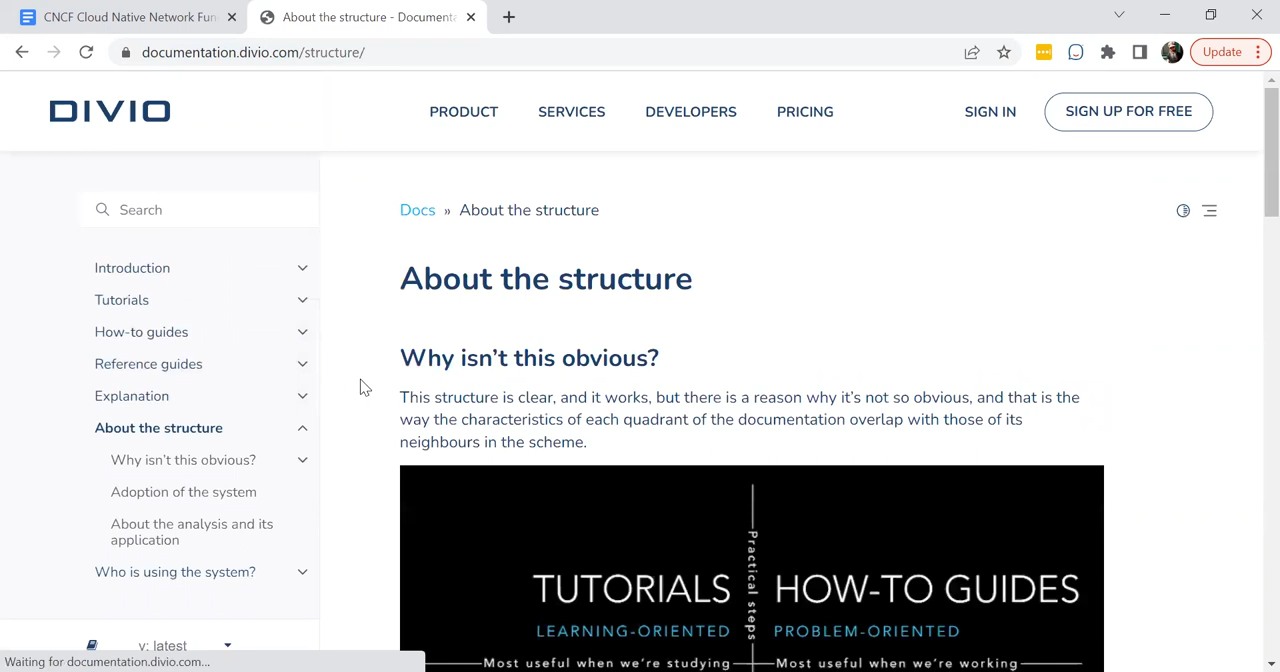 CNCF Cloud Native Network Fun
About the structure - Documenta
documentation.divio.com/structure/
Update
DIVIO
PRODUCT
SERVICES
DEVELOPERS
PRICING
SIGN IN
SIGN UP FOR FREE
Search
Introduction
Tutorials
How-to guides
Reference guides
Explanation
About the structure
Why isn't this obvious?
Adoption of the system
About the analysis and its
application
Who is using the system?
v: latest
Waiting for documentation.divio.com...
Docs » About the structure
About the structure
Why isn't this obvious?
This structure is clear, and it works, but there is a reason why it's not so obvious, and that is the
way the characteristics of each quadrant of the documentation overlap with those of its
neighbours in the scheme.
TUTORIALS
LEARNING-ORIENTED
Practical steps
HOW-TO GUIDES
PROBLEM-ORIENTED
Most useful when we're studying
Most useful when we're working